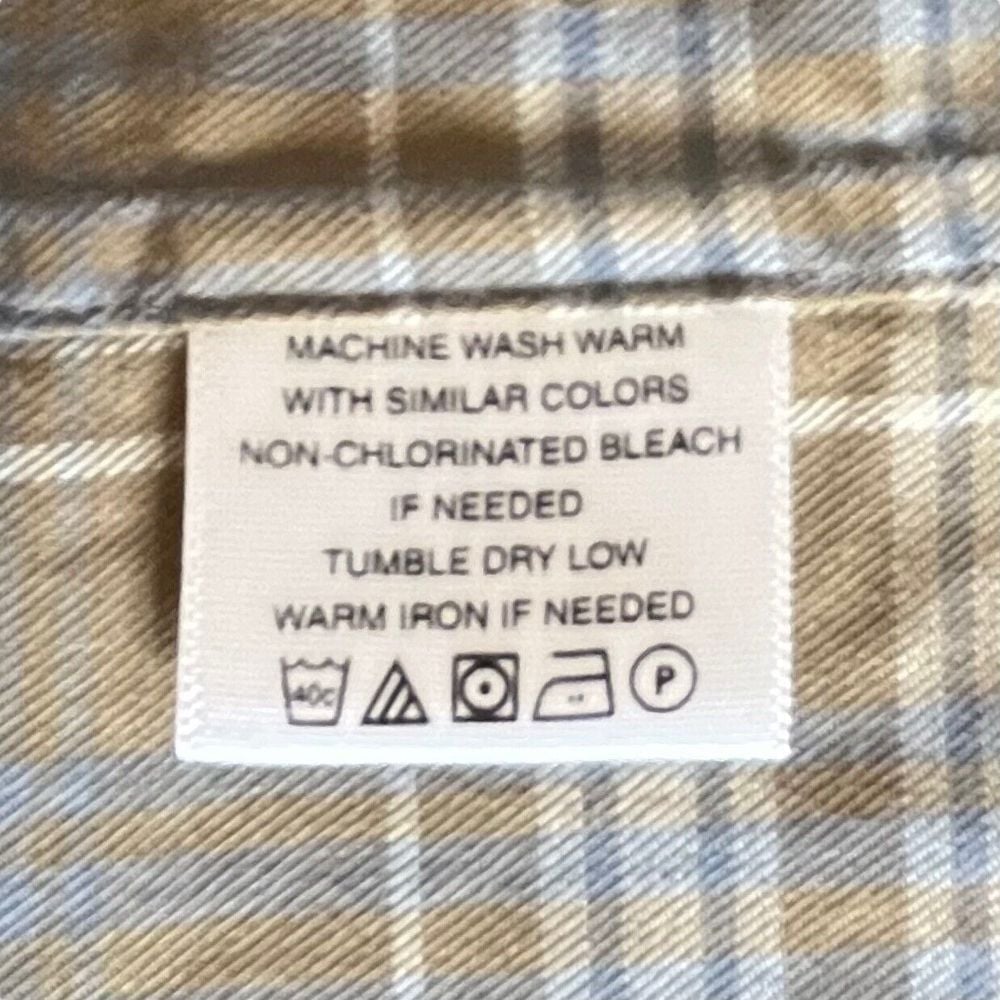 MACHINE WASH WARM
WITH SIMILAR COLORS
NON-CHLORINATED BLEACH
IF NEEDED
TUMBLE DRY LOW
WARM IRON IF NEEDED
40c P